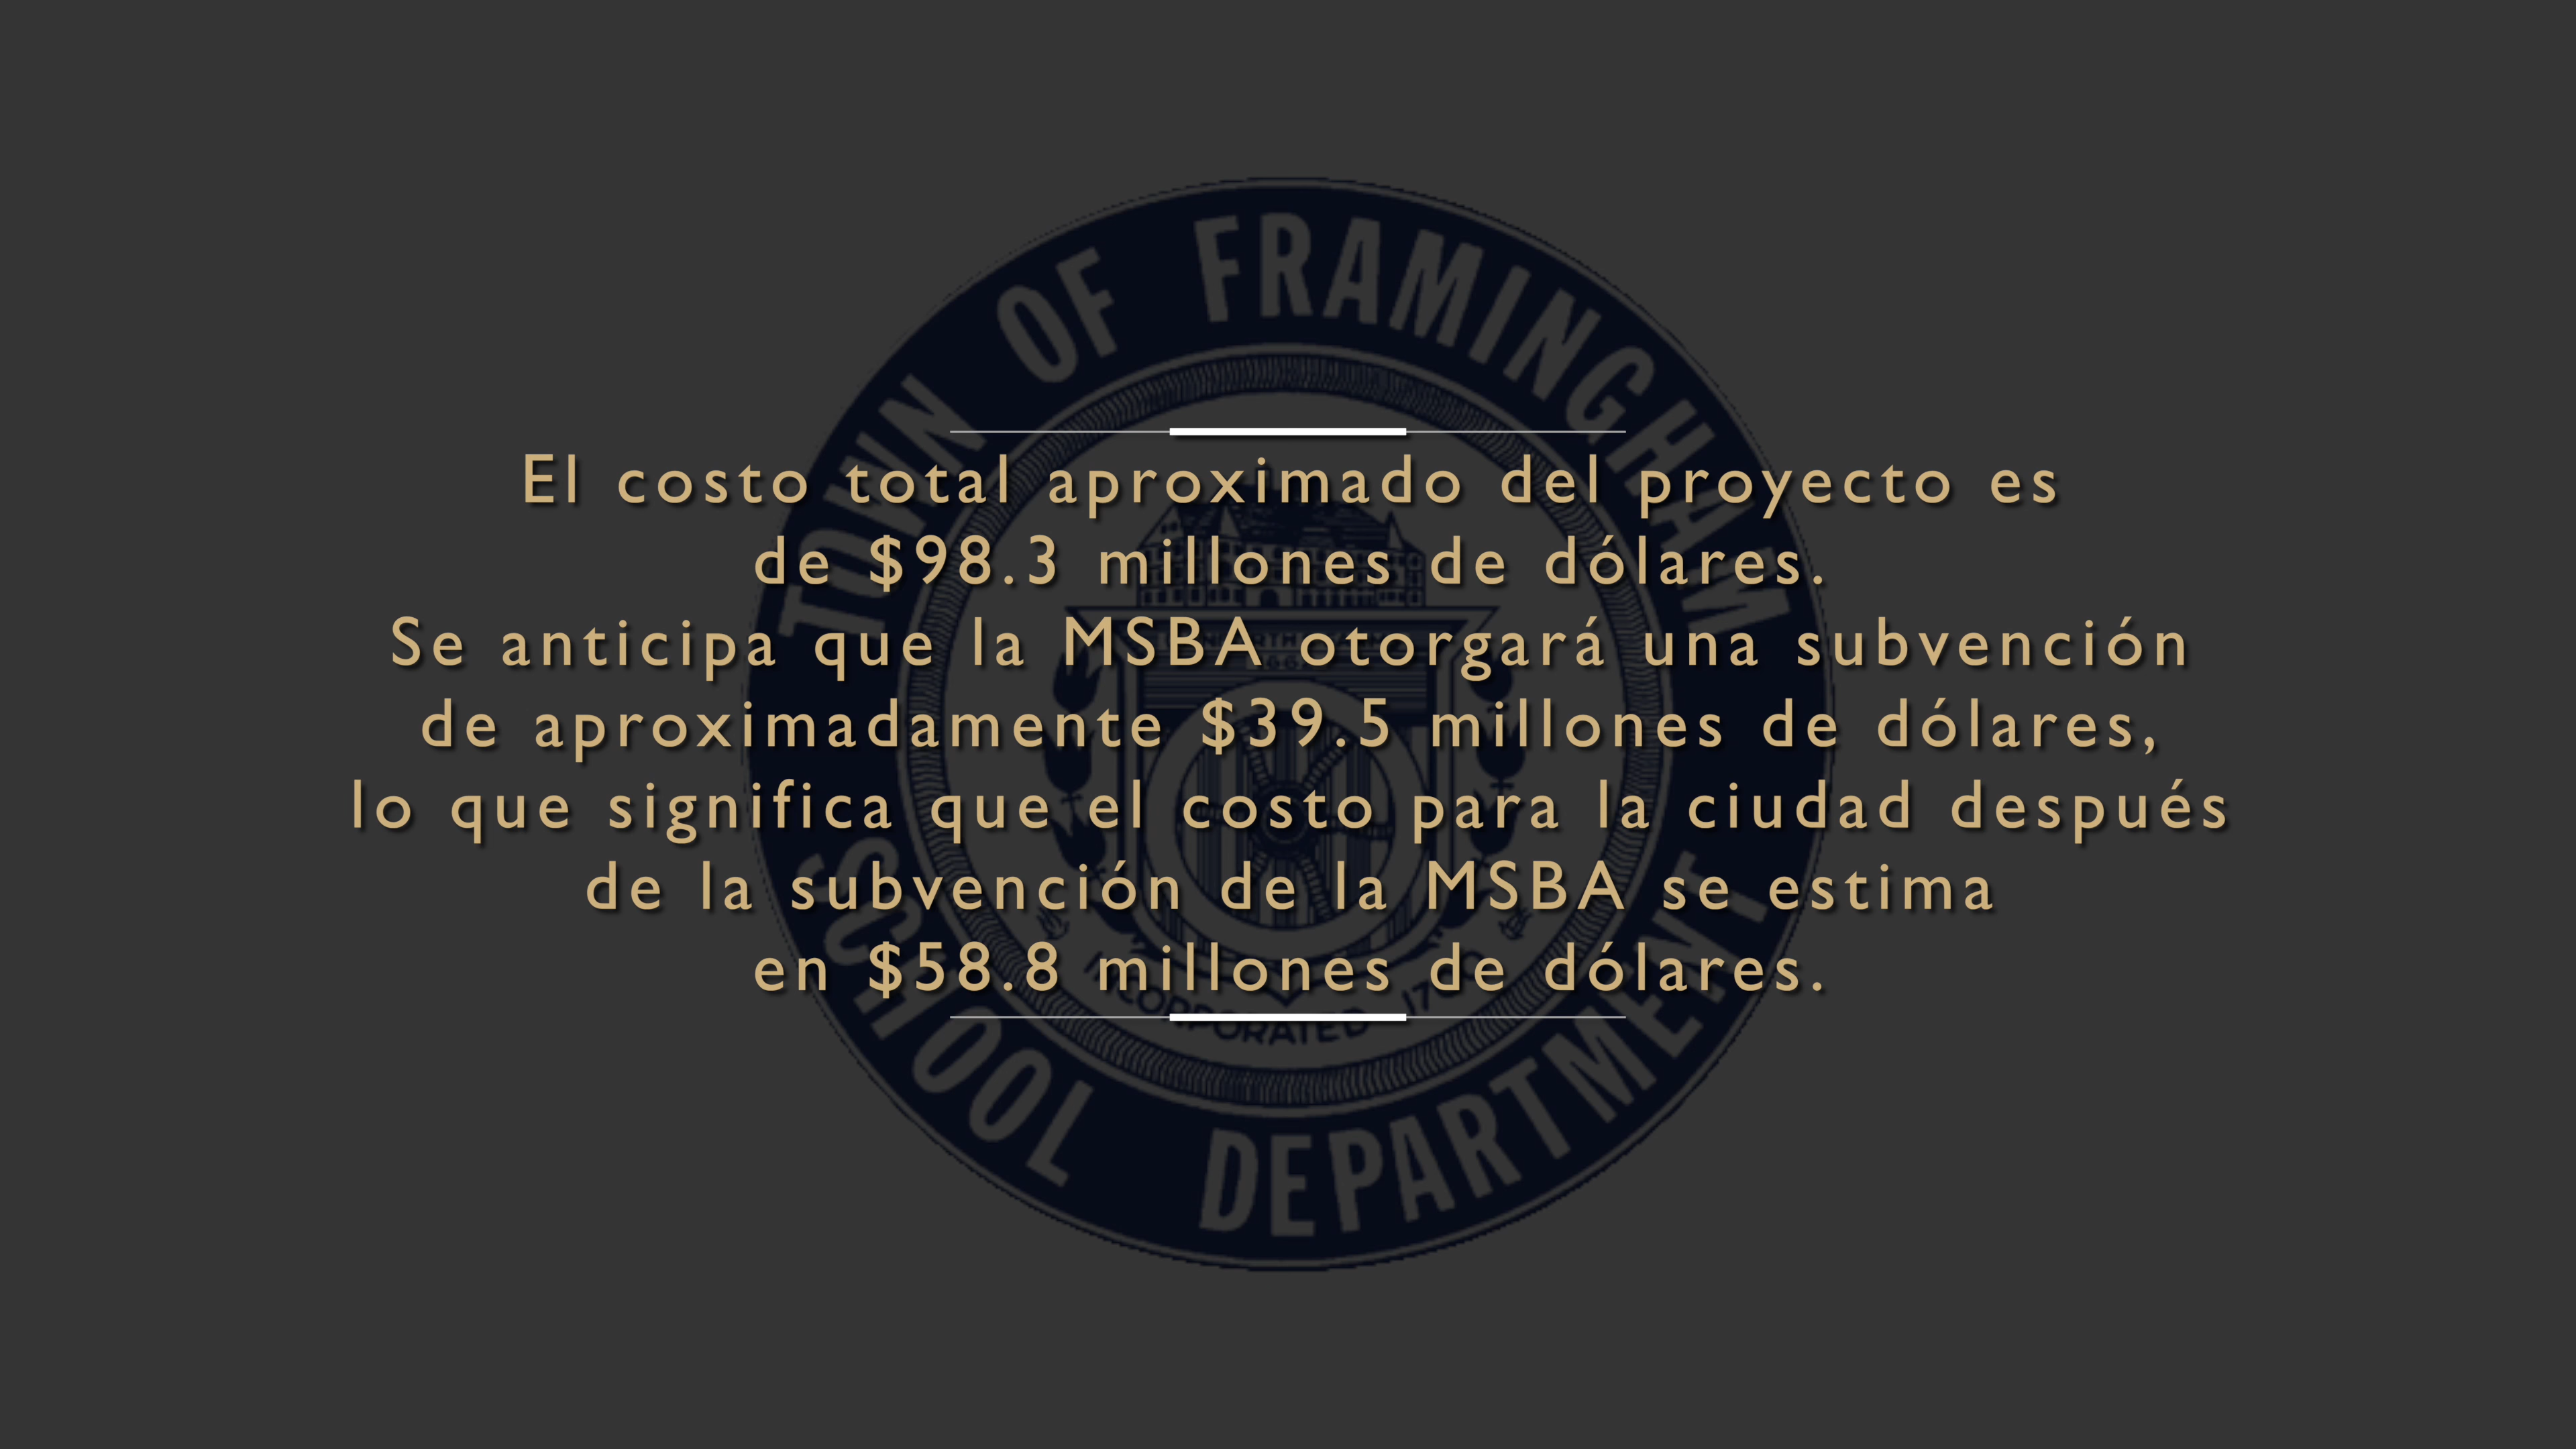 TOWN OF FRAMINGHAM
El costo total aproximado del proyecto es
de $98.3 millones de dólares.
Se anticipa que la MSBA otorgará una subvención
de aproximadamente $39.5 millones de dólares,
lo que significa que el costo para la ciudad después
de la subvención de la MSBA se estima
en $58.8 millones de dólares.
INCORPORATED
SCHOOL DEPARTMENT